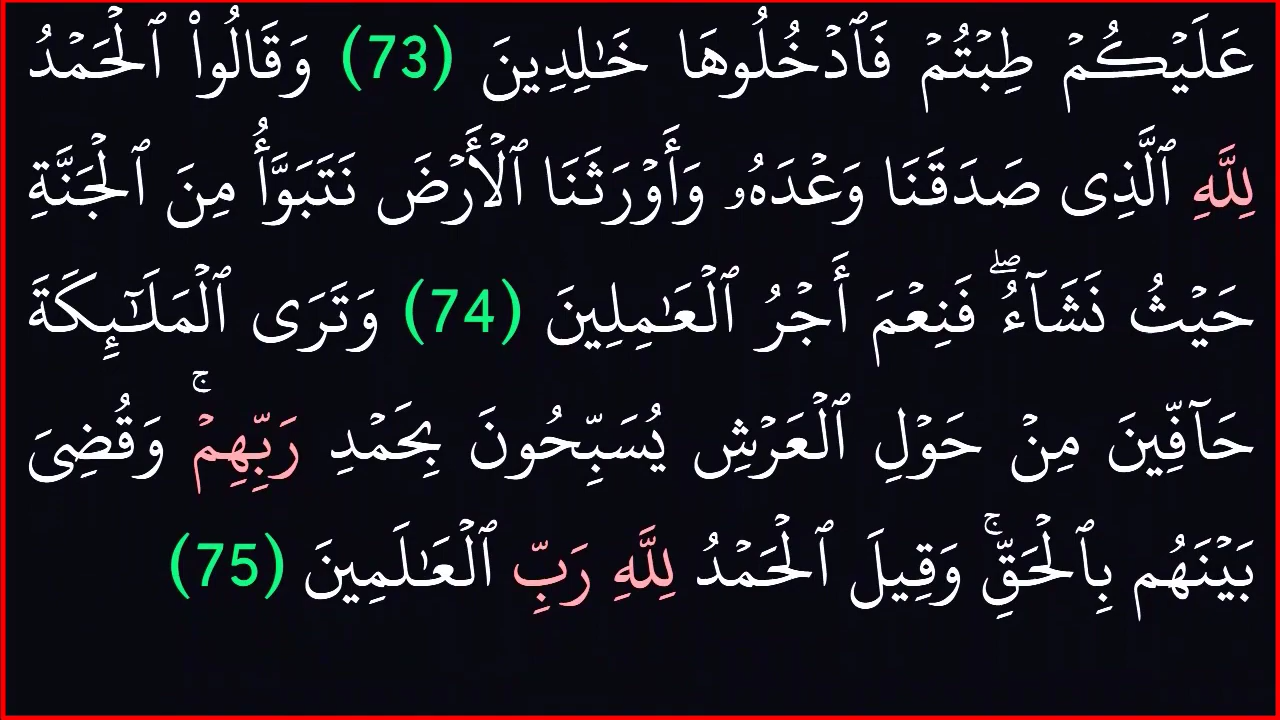 عَلَيۡكُمۡ طِبۡتُمۡ فَٱدۡخُلُوهَا خَـٰلِدِينَ (73) وَقَالُواْ ٱلۡحَمۡدُ
لِلَّهِ ٱلَّذِى صَدَقَنَا وَعۡدَهُۥ وَأَوۡرَثَنَا ٱلۡأَرۡضَ نَتَبَوَّأُ مِنَ ٱلۡجَنَّةِ
حَيۡثُ نَشَآءُۖ فَنِعۡمَ أَجۡرُ ٱلۡعَـٰمِلِينَ (74) وَتَرَى ٱلۡمَلَـٰٓٮِٕكَةَ
حَآفِّينَ مِنۡ حَوۡلِ ٱلۡعَرۡشِ يُسَبِّحُونَ بِحَمۡدِ رَبِّهِمۡۚ وَقُضِىَ
بَيۡنَهُم بِٱلۡحَقِّۚ وَقِيلَ ٱلۡحَمۡدُ لِلَّهِ رَبِّ ٱلۡعَـٰلَمِينَ (75)